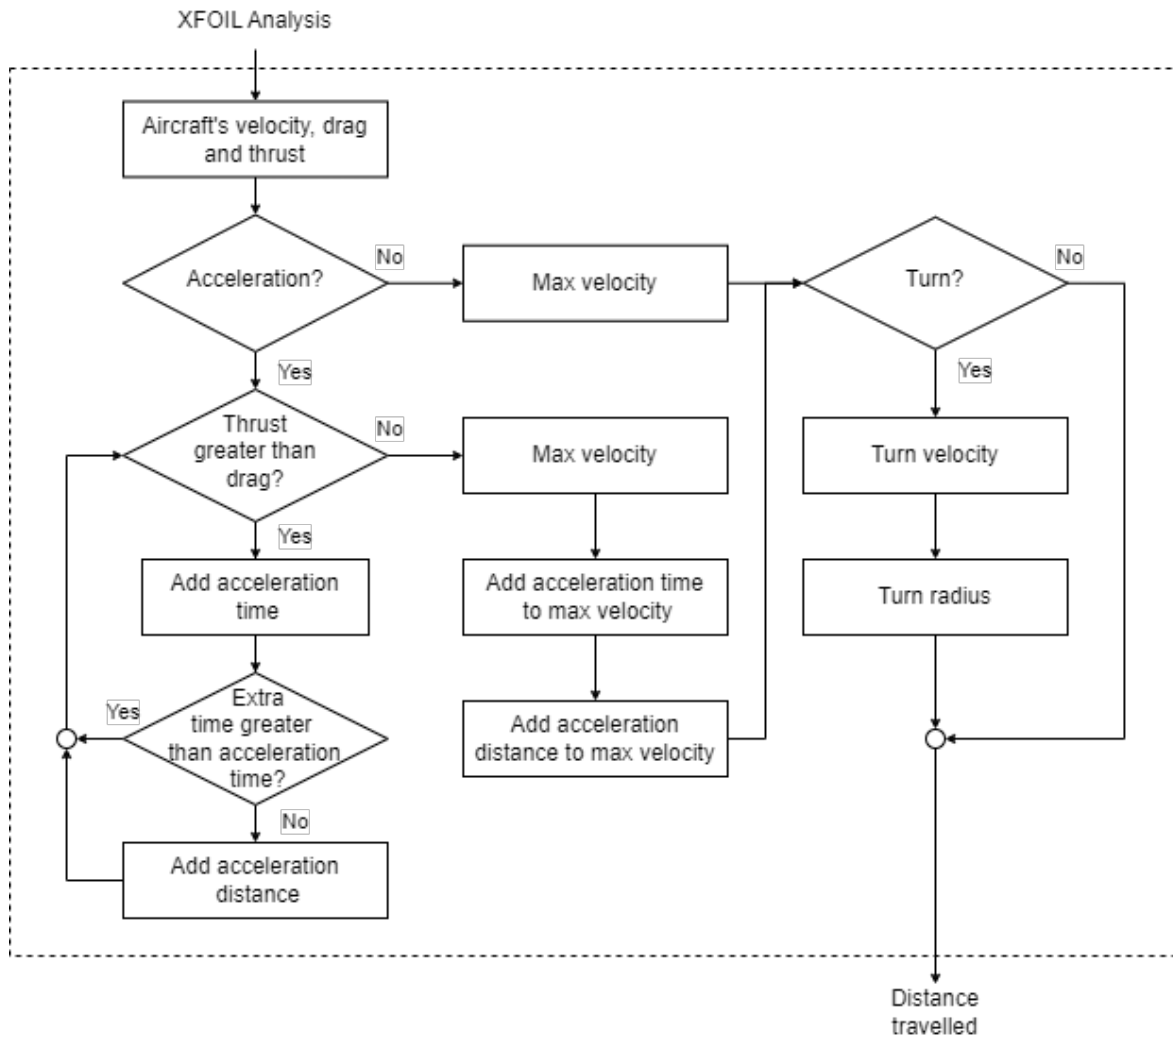 XFOIL Analysis
Aircraft's velocity, drag
and thrust
Acceleration?
No
Max velocity
Turn?
No
Yes
Yes
Thrust
greater than
drag?
No
Max velocity
Turn velocity
Yes
Add acceleration
time
Add acceleration time
to max velocity
Turn radius
Extra
time greater
than acceleration
time?
Yes
Add acceleration
distance to max velocity
No
Add acceleration
distance
Distance
travelled